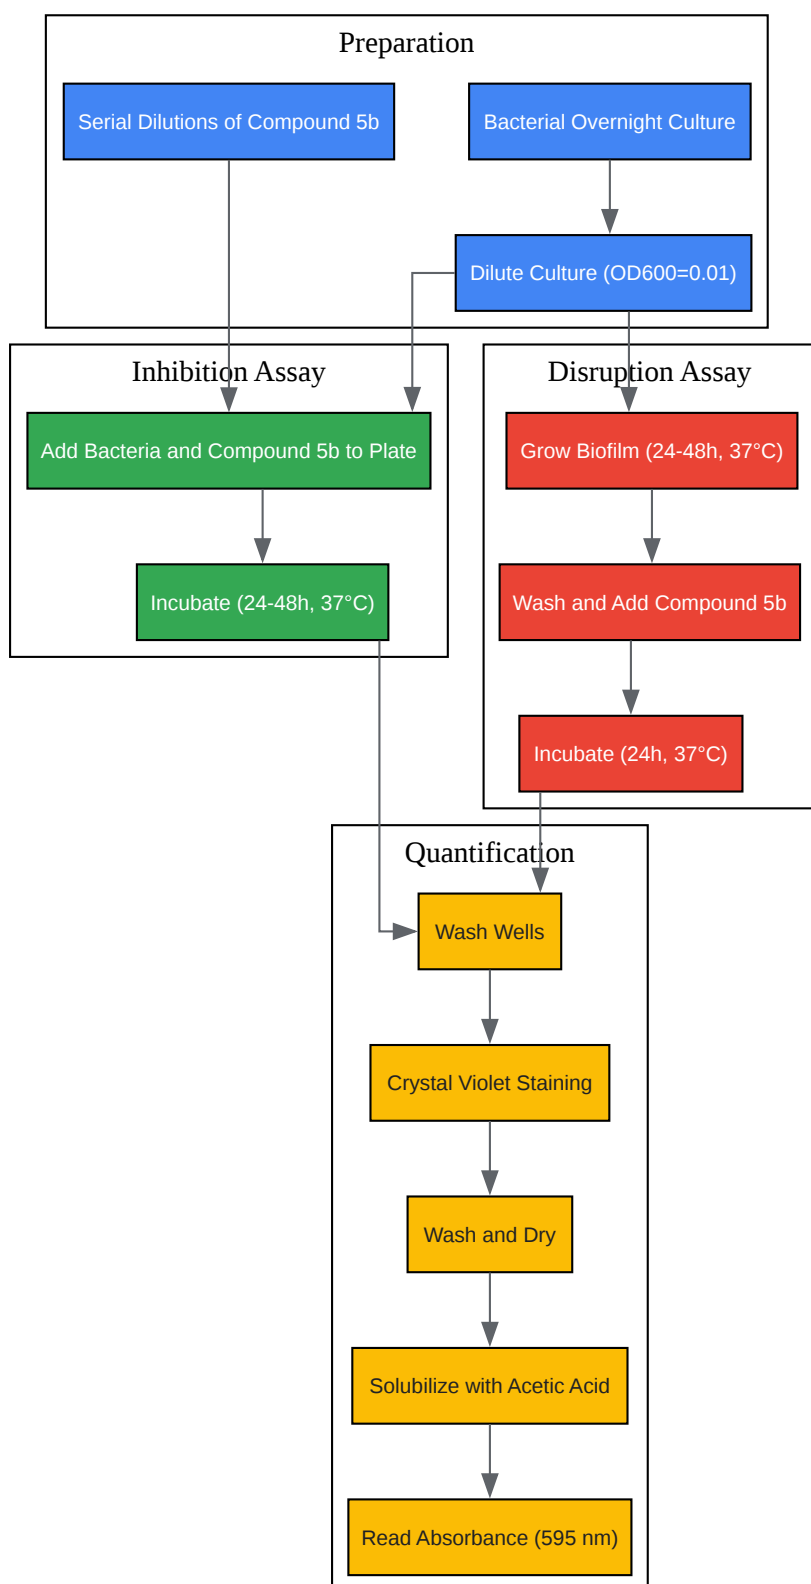 Preparation
Serial Dilutions of Compound 5b
Bacterial Overnight Culture
Dilute Culture (OD600=0.01)
Inhibition Assay
Add Bacteria and Compound 5b to Plate
Incubate (24-48h, 37°C)
Disruption Assay
Grow Biofilm (24-48h, 37°C)
Wash and Add Compound 5b
Incubate (24h, 37°C)
Quantification
Wash Wells
Crystal Violet Staining
Wash and Dry
Solubilize with Acetic Acid
Read Absorbance (595 nm)